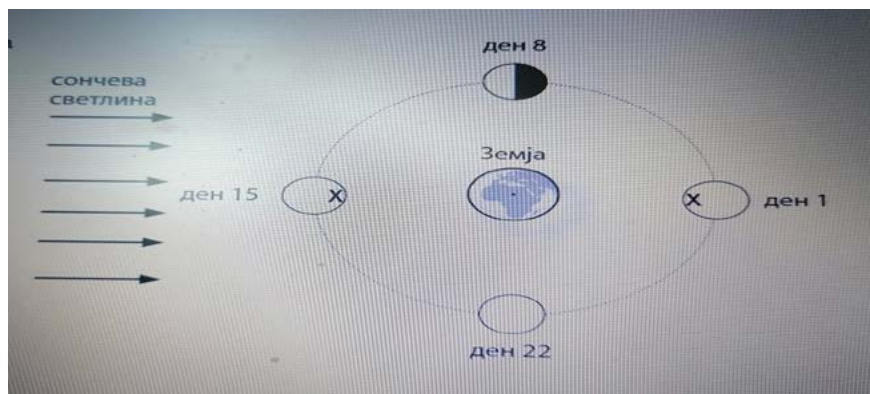 ден 8
сончева
светлина
Земја
ден 15
x
x
ден 1
ден 22